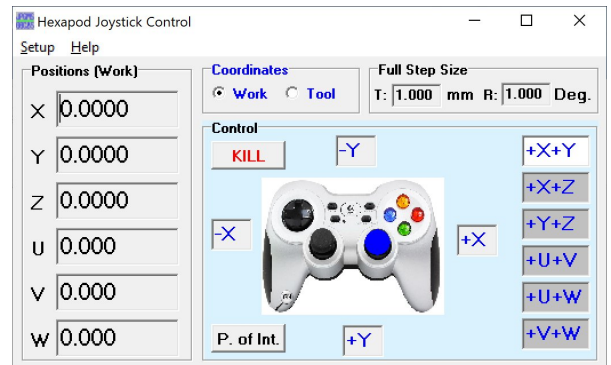 Hexapod Joystick Control
Setup Help
Positions (Work)
X 0.0000
Y 0.0000
Z 0.0000
U 0.000
V 0.000
W 0.000
Coordinates
Work Tool
Full Step Size
T: 1.000 mm R: 1.000 Deg.
Control
KILL
-Y
-X
+X
P. of Int.
+Y
+X+Y
+X+Z
+Y+Z
+U+V
+U+W
+V+W